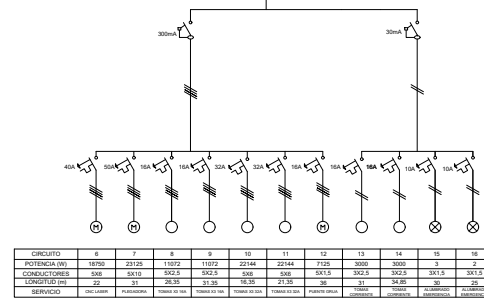 300mA 30mA
40A 50A 16A 16A 32A 32A 16A 16A 16A 10A 10A
M M M
CIRCUITO 6 7 8 9 10 11 12 13 14 15 16
POTENCIA (W) 18750 23125 11072 11072 22144 22144 7125 3000 3000 3 2
CONDUCTORES 5X6 5X10 5X2,5 5X2,5 5X6 5X6 5X1,5 3X2,5 3X2,5 3X1,5 3X1,5
LONGITUD (m) 22 31 26,35 31,35 16,35 21,35 36 31 34,85 30 25
SERVICIO CNC LASER PLEGADORA TOMAS X3 16A TOMAS X3 16A TOMAS X3 32A TOMAS X3 32A PUENTE GRUA TOMAS CORRIENTE TOMAS CORRIENTE ALUMBRADO EMERGENCIA ALUMBRADO EMERGENCIA